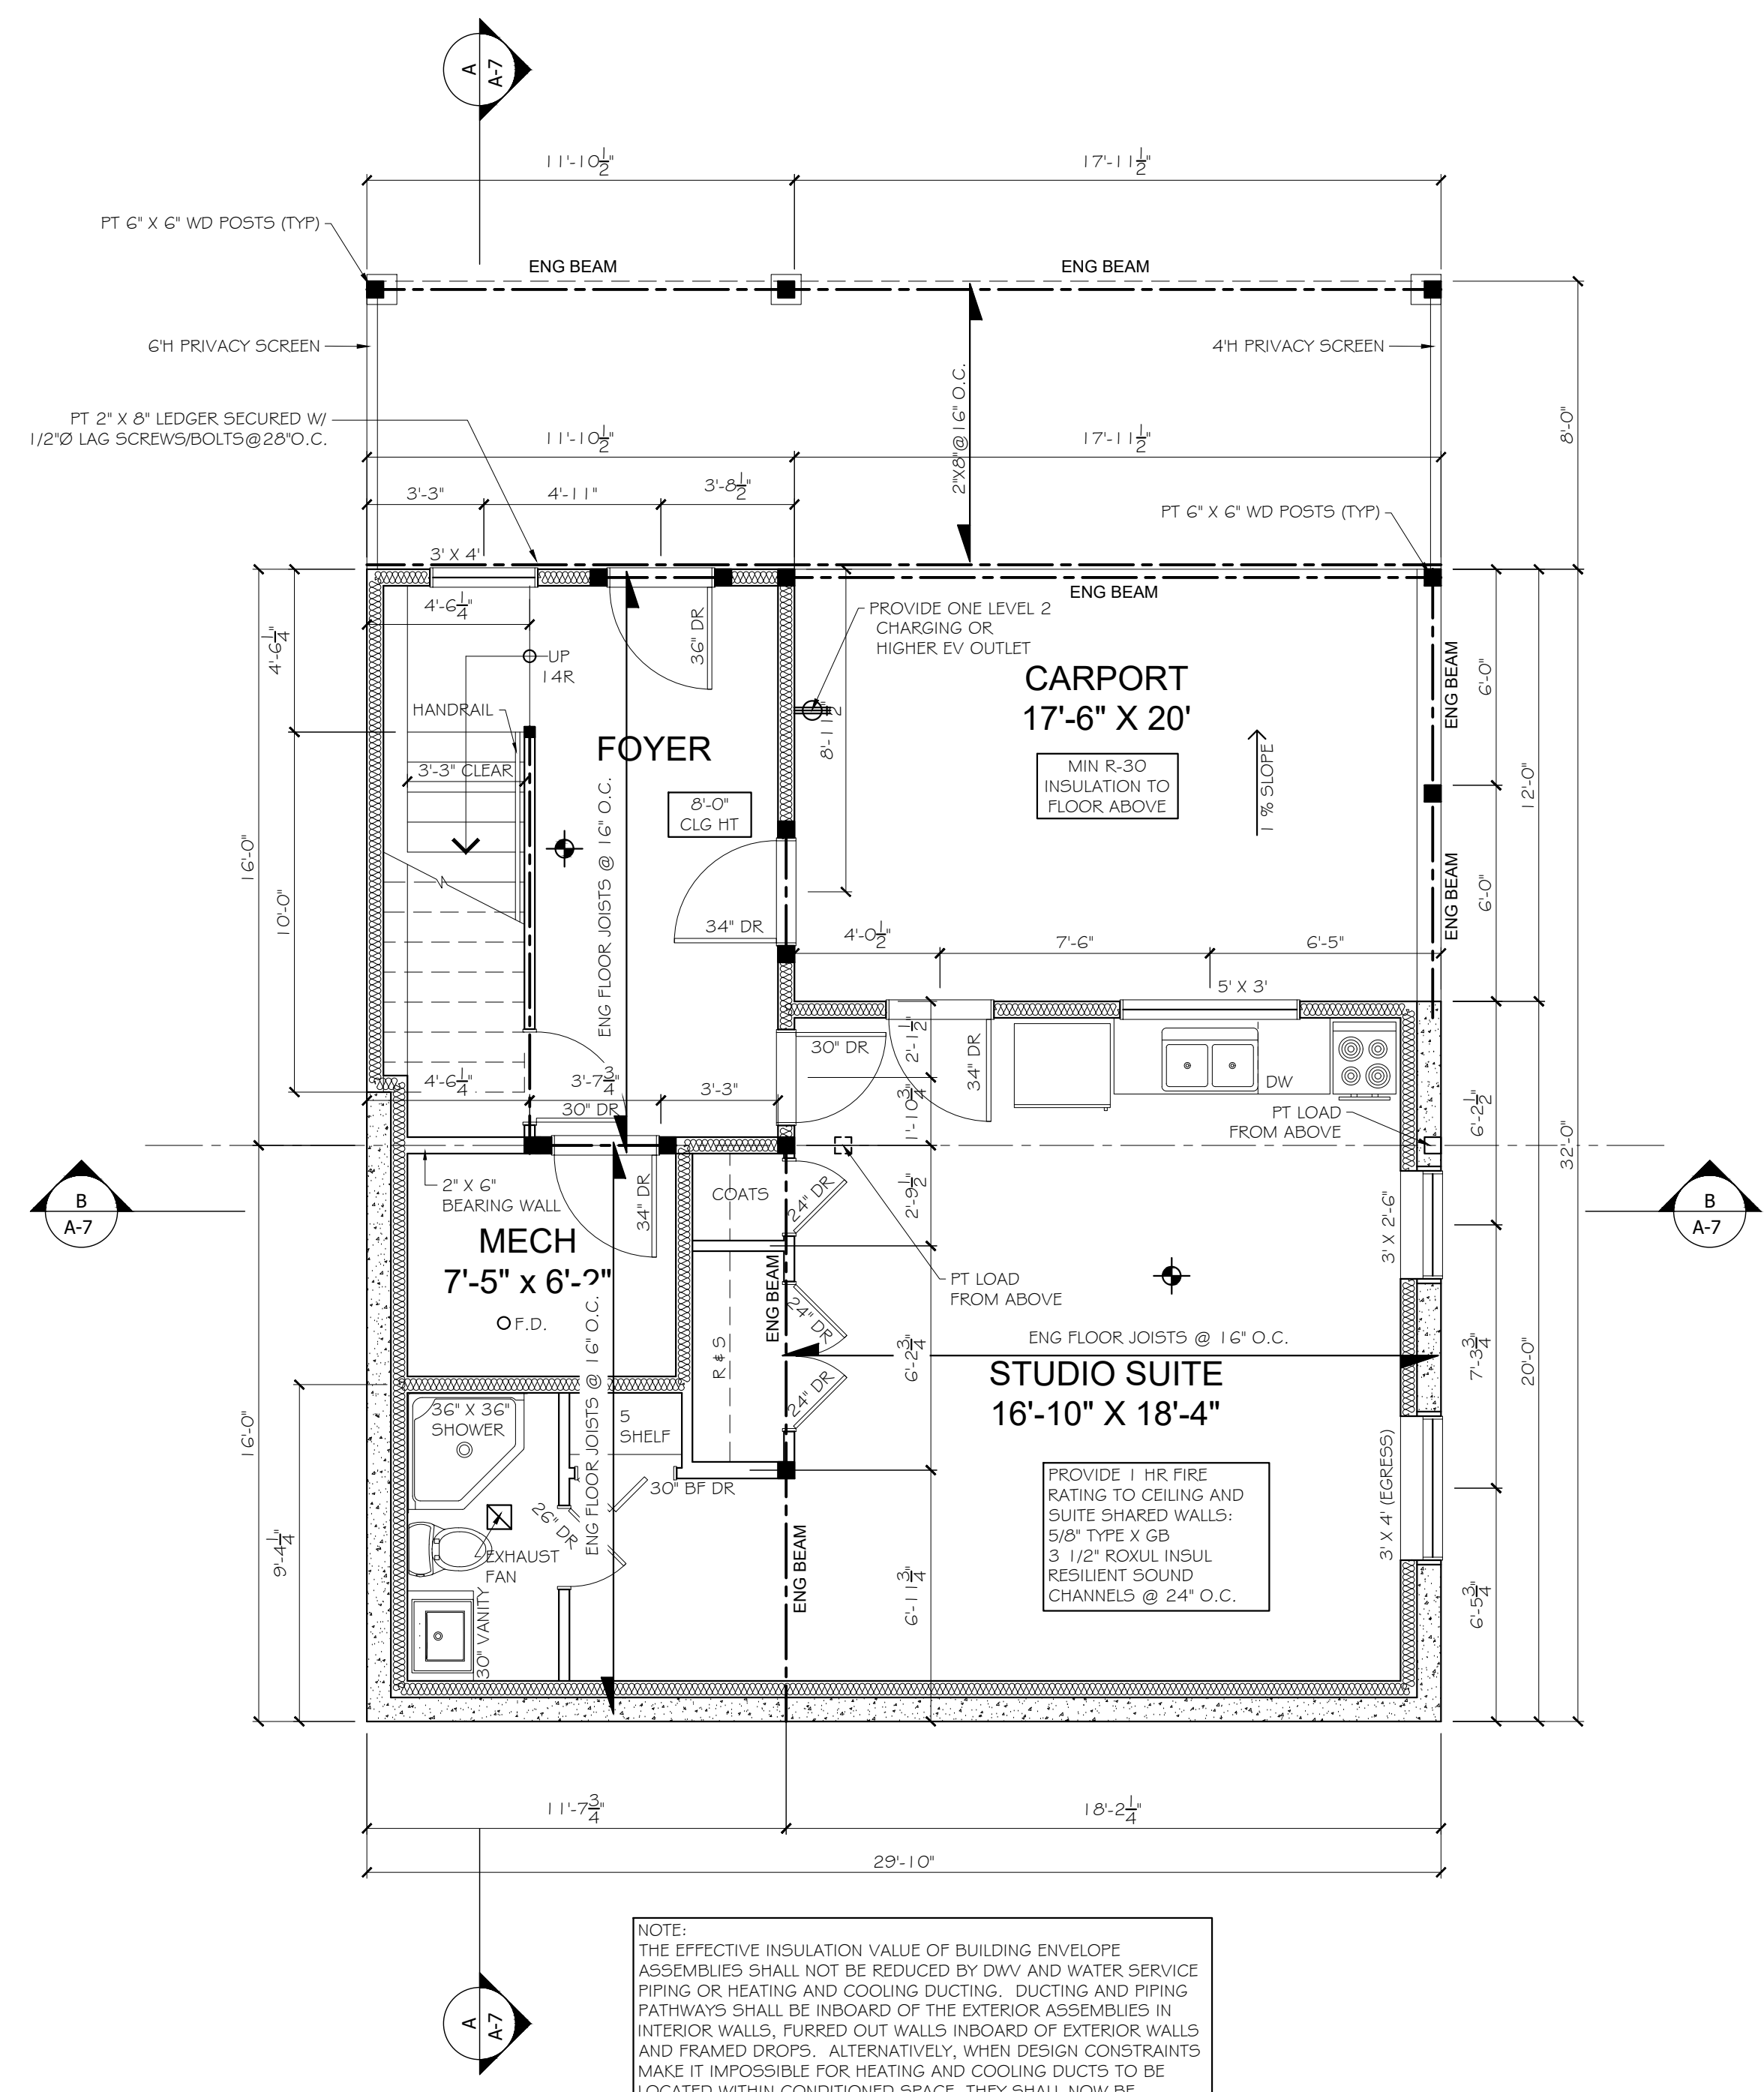 A
A-7
11'-10 1/2"
17'-11 1/2"
PT 6" X 6" WD POSTS (TYP)
ENG BEAM
ENG BEAM
6'H PRIVACY SCREEN
4'H PRIVACY SCREEN
2"X8"@16" O.C.
8'-0"
PT 2" X 8" LEDGER SECURED W/
1/2"Ø LAG SCREWS/BOLTS@28"O.C.
11'-10 1/2"
17'-11 1/2"
3'-3"
4'-11"
3'-8 1/2"
PT 6" X 6" WD POSTS (TYP)
3' X 4'
ENG BEAM
4'-6 1/4"
4'-6 1/4"
36" DR
PROVIDE ONE LEVEL 2
CHARGING OR
HIGHER EV OUTLET
UP
14R
HANDRAIL
FOYER
CARPORT
17'-6" X 20'
8'-11 1/2"
ENG BEAM
6'-0"
3'-3" CLEAR
8'-0"
CLG HT
MIN R-30
INSULATION TO
FLOOR ABOVE
1 % SLOPE
12'-0"
16'-0"
10'-0"
ENG FLOOR JOISTS @ 16" O.C.
ENG BEAM
6'-0"
34" DR
4'-0 1/2"
7'-6"
6'-5"
5' X 3'
30" DR
2'-1 1/2"
34" DR
DW
4'-6 1/4"
3'-7 3/4"
3'-3"
1'-10 3/4"
30" DR
PT LOAD
FROM ABOVE
6'-2 1/2"
32'-0"
B
A-7
2" X 6"
BEARING WALL
34" DR
COATS
24" DR
2'-9 1/2"
3' X 2'-6"
B
A-7
MECH
7'-5" x 6'-2"
F.D.
ENG BEAM
24" DR
PT LOAD
FROM ABOVE
ENG FLOOR JOISTS @ 16" O.C.
R & S
6'-2 3/4"
STUDIO SUITE
16'-10" X 18'-4"
7'-3 3/4"
20'-0"
16'-0"
36" X 36"
SHOWER
5
SHELF
24" DR
ENG FLOOR JOISTS @ 16" O.C.
30" BF DR
26" DR
9'-4 1/4"
EXHAUST
FAN
30" VANITY
ENG BEAM
6'-11 3/4"
PROVIDE 1 HR FIRE
RATING TO CEILING AND
SUITE SHARED WALLS:
5/8" TYPE X GB
3 1/2" ROXUL INSUL
RESILIENT SOUND
CHANNELS @ 24" O.C.
3' X 4' (EGRESS)
6'-5 3/4"
11'-7 3/4"
18'-2 1/4"
29'-10"
A
A-7
NOTE:
THE EFFECTIVE INSULATION VALUE OF BUILDING ENVELOPE
ASSEMBLIES SHALL NOT BE REDUCED BY DWV AND WATER SERVICE
PIPING OR HEATING AND COOLING DUCTING. DUCTING AND PIPING
PATHWAYS SHALL BE INBOARD OF THE EXTERIOR ASSEMBLIES IN
INTERIOR WALLS, FURRED OUT WALLS INBOARD OF EXTERIOR WALLS
AND FRAMED DROPS. ALTERNATIVELY, WHEN DESIGN CONSTRAINTS
MAKE IT IMPOSSIBLE FOR HEATING AND COOLING DUCTS TO BE
LOCATED WITHIN CONDITIONED SPACE, THEY SHALL NOW BE